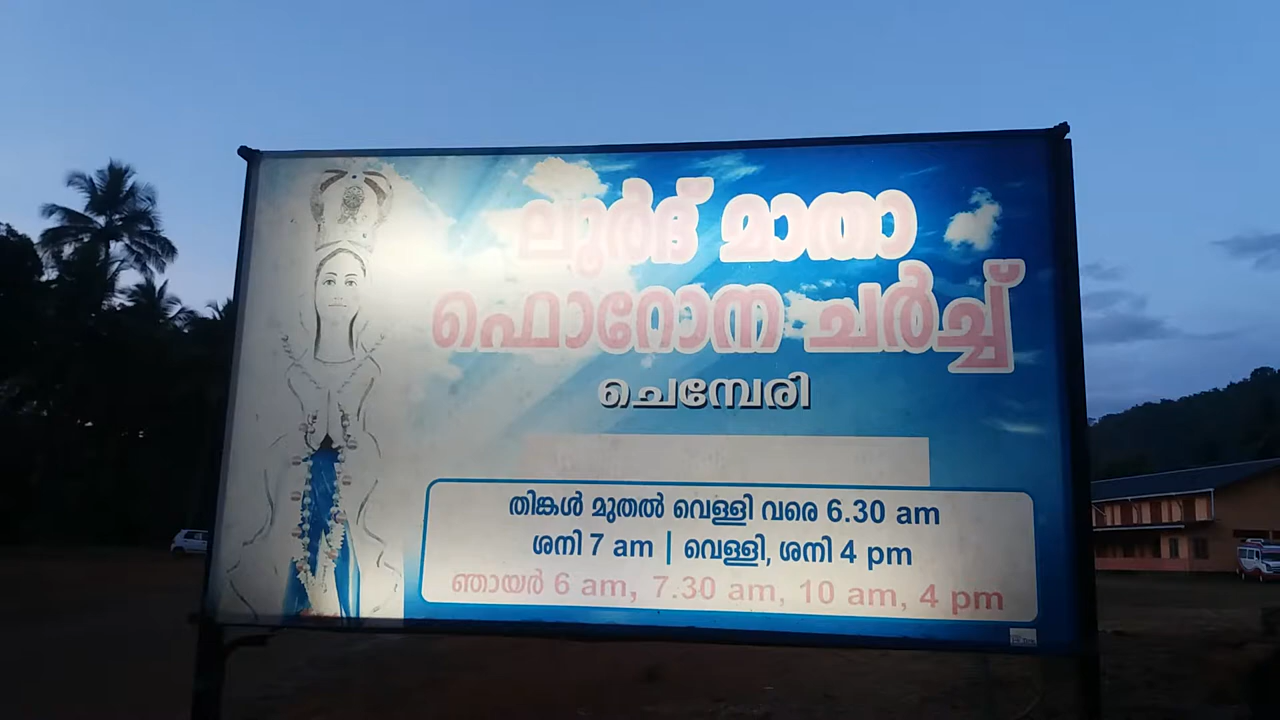 ലൂർദ് മാതാ
ഫൊറോന ചർച്ച്
ചെമ്പേരി
തിങ്കൾ മുതൽ വെള്ളി വരെ 6.30 am
ശനി 7 am | വെള്ളി, ശനി 4 pm
ഞായർ 6 am, 7.30 am, 10 am, 4 pm